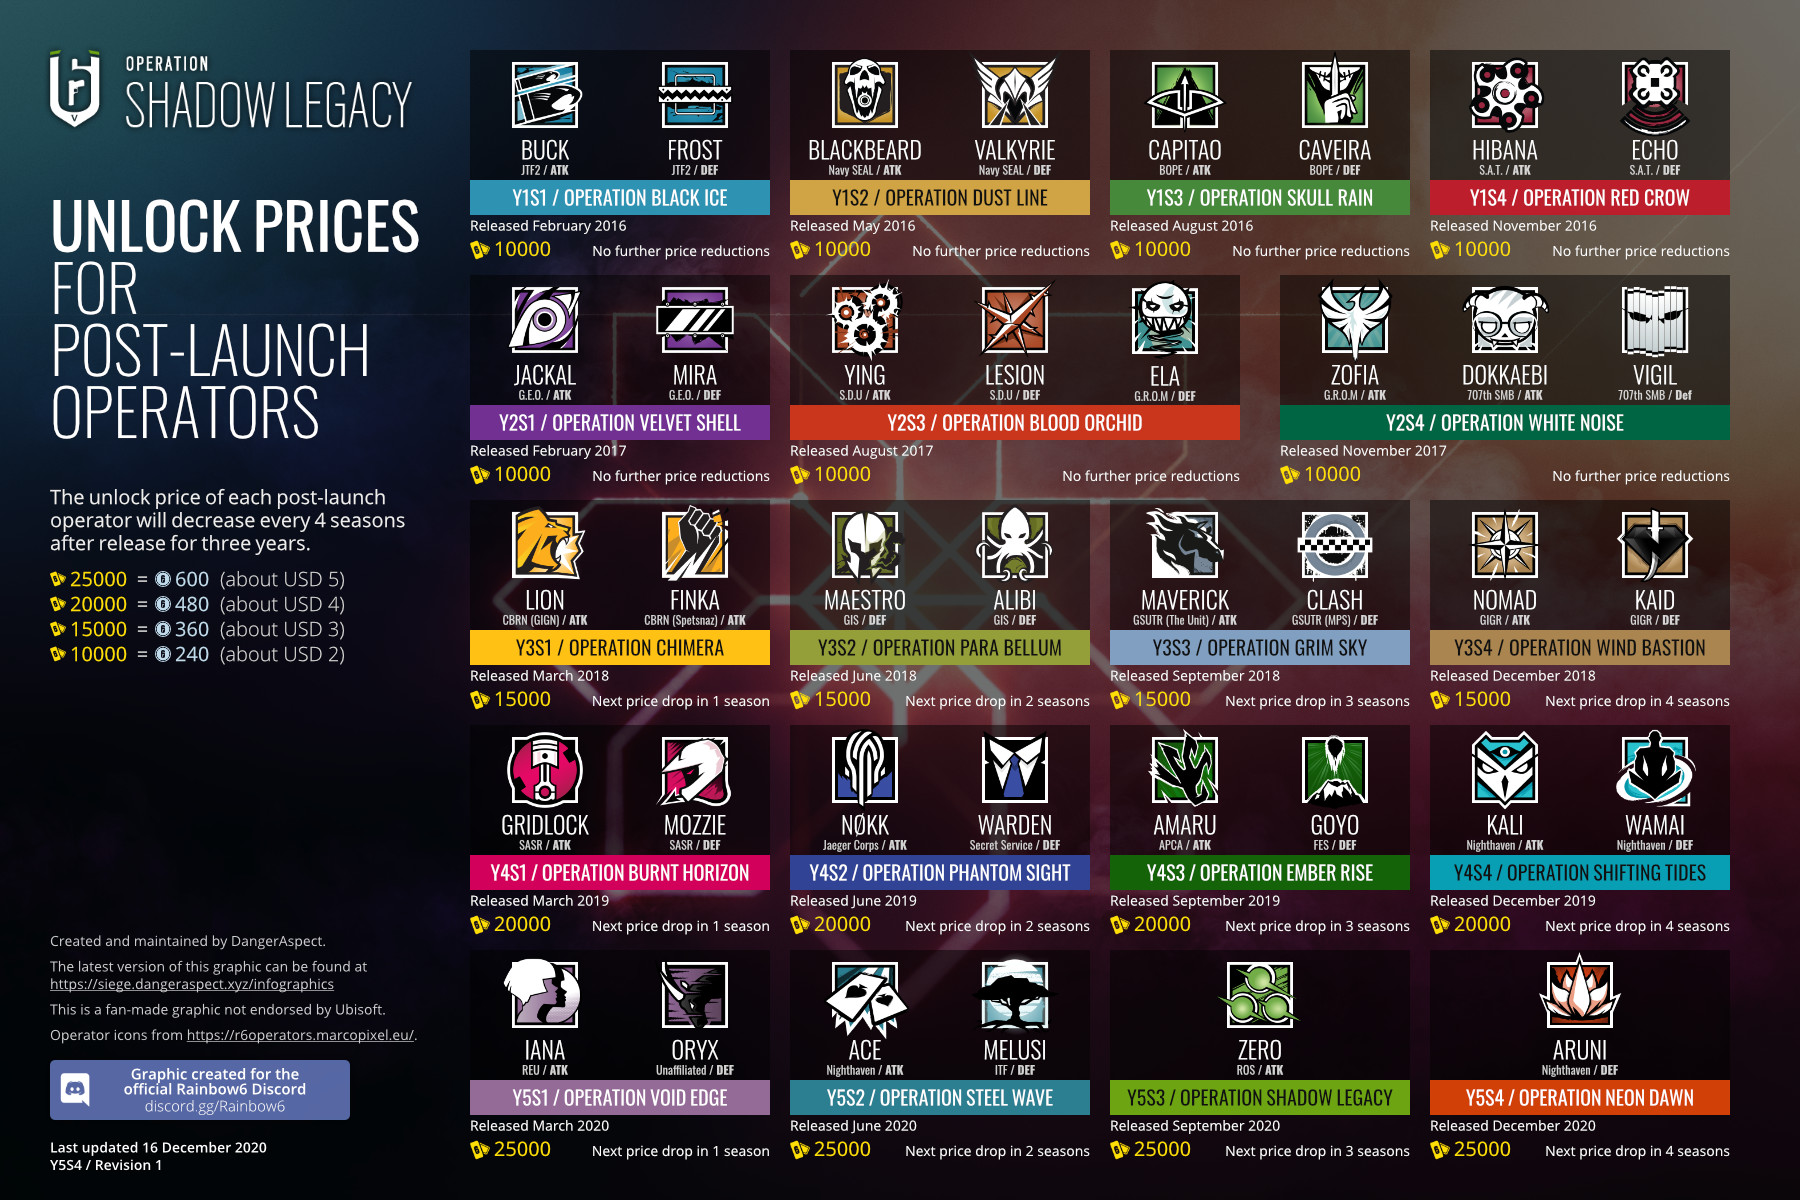 OPERATION
SHADOW LEGACY
UNLOCK PRICES
FOR
POST-LAUNCH
OPERATORS
The unlock price of each post-launch
operator will decrease every 4 seasons
after release for three years.
25000 = 600 (about USD 5)
20000 = 480 (about USD 4)
15000 = 360 (about USD 3)
10000 = 240 (about USD 2)
Created and maintained by DangerAspect.
The latest version of this graphic can be found at
https://siege.dangeraspect.xyz/infographics
This is a fan-made graphic not endorsed by Ubisoft.
Operator icons from https://r6operators.marcopixel.eu/.
Graphic created for the
official Rainbow6 Discord
discord.gg/Rainbow6
Last updated 16 December 2020
Y5S4 / Revision 1
BUCK FROST
JTF2 / ATK JTF2 / DEF
Y1S1 / OPERATION BLACK ICE
Released February 2016
10000 No further price reductions
BLACKBEARD VALKYRIE
Navy SEAL / ATK Navy SEAL / DEF
Y1S2 / OPERATION DUST LINE
Released May 2016
10000 No further price reductions
CAPITAO CAVEIRA
BOPE / ATK BOPE / DEF
Y1S3 / OPERATION SKULL RAIN
Released August 2016
10000 No further price reductions
HIBANA ECHO
S.A.T. / ATK S.A.T. / DEF
Y1S4 / OPERATION RED CROW
Released November 2016
10000 No further price reductions
JACKAL MIRA
G.E.O. / ATK G.E.O. / DEF
Y2S1 / OPERATION VELVET SHELL
Released February 2017
10000 No further price reductions
YING LESION ELA
S.D.U / ATK S.D.U / DEF G.R.O.M / DEF
Y2S3 / OPERATION BLOOD ORCHID
Released August 2017
10000 No further price reductions
ZOFIA DOKKAEBI VIGIL
G.R.O.M / ATK 707th SMB / ATK 707th SMB / Def
Y2S4 / OPERATION WHITE NOISE
Released November 2017
10000 No further price reductions
LION FINKA
CBRN (GIGN) / ATK CBRN (Spetsnaz) / ATK
Y3S1 / OPERATION CHIMERA
Released March 2018
15000 Next price drop in 1 season
MAESTRO ALIBI
GIS / DEF GIS / DEF
Y3S2 / OPERATION PARA BELLUM
Released June 2018
15000 Next price drop in 2 seasons
MAVERICK CLASH
GSUTR (The Unit) / ATK GSUTR (MPS) / DEF
Y3S3 / OPERATION GRIM SKY
Released September 2018
15000 Next price drop in 3 seasons
NOMAD KAID
GIGR / ATK GIGR / DEF
Y3S4 / OPERATION WIND BASTION
Released December 2018
15000 Next price drop in 4 seasons
GRIDLOCK MOZZIE
SASR / ATK SASR / DEF
Y4S1 / OPERATION BURNT HORIZON
Released March 2019
20000 Next price drop in 1 season
NØKK WARDEN
Jaeger Corps / ATK Secret Service / DEF
Y4S2 / OPERATION PHANTOM SIGHT
Released June 2019
20000 Next price drop in 2 seasons
AMARU GOYO
APCA / ATK FES / DEF
Y4S3 / OPERATION EMBER RISE
Released September 2019
20000 Next price drop in 3 seasons
KALI WAMAI
Nighthaven / ATK Nighthaven / DEF
Y4S4 / OPERATION SHIFTING TIDES
Released December 2019
20000 Next price drop in 4 seasons
IANA ORYX
REU / ATK Unaffiliated / DEF
Y5S1 / OPERATION VOID EDGE
Released March 2020
25000 Next price drop in 1 season
ACE MELUSI
Nighthaven / ATK ITF / DEF
Y5S2 / OPERATION STEEL WAVE
Released June 2020
25000 Next price drop in 2 seasons
ZERO
ROS / ATK
Y5S3 / OPERATION SHADOW LEGACY
Released September 2020
25000 Next price drop in 3 seasons
ARUNI
Nighthaven / DEF
Y5S4 / OPERATION NEON DAWN
Released December 2020
25000 Next price drop in 4 seasons